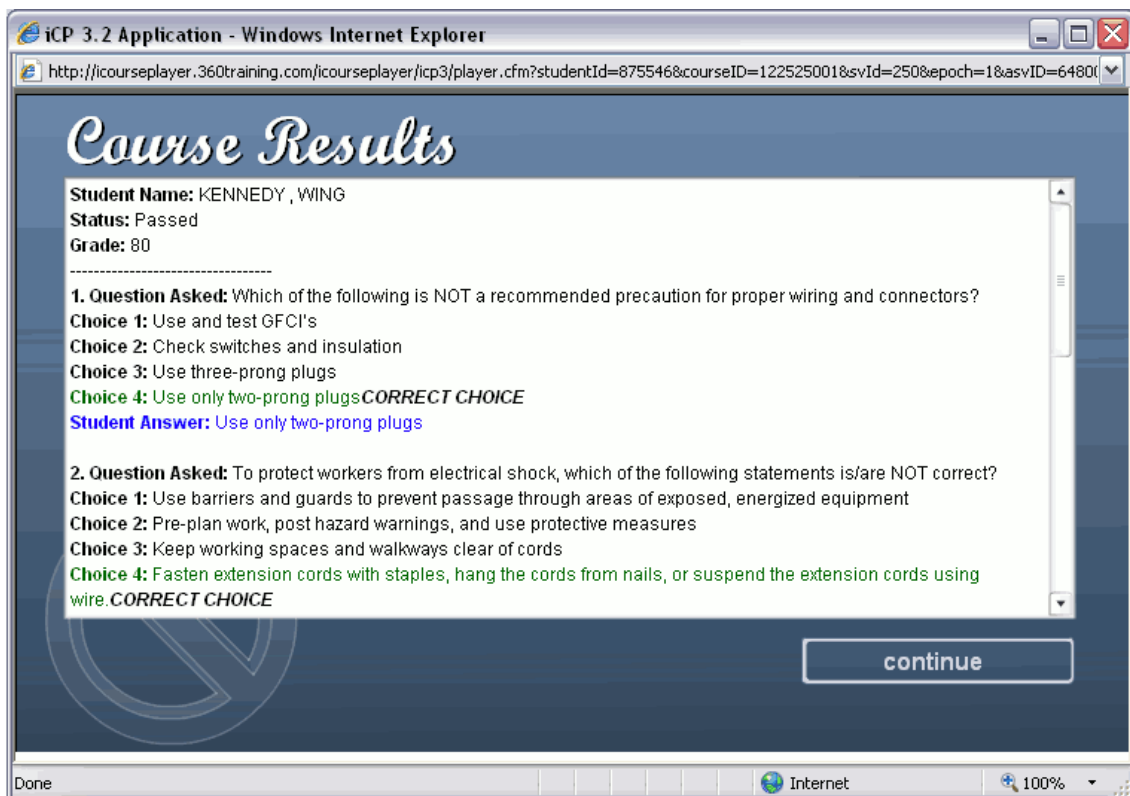 iCP 3.2 Application - Windows Internet Explorer
http://icourseplayer.360training.com/icourseplayer/icp3/player.cfm?studentId=875546&courseID=122525001&svId=250&epoch=1&asvID=6480(
Course Results
Student Name: KENNEDY , WING
Status: Passed
Grade: 80
----------------------------------
1. Question Asked: Which of the following is NOT a recommended precaution for proper wiring and connectors?
Choice 1: Use and test GFCI's
Choice 2: Check switches and insulation
Choice 3: Use three-prong plugs
Choice 4: Use only two-prong plugsCORRECT CHOICE
Student Answer: Use only two-prong plugs
2. Question Asked: To protect workers from electrical shock, which of the following statements is/are NOT correct?
Choice 1: Use barriers and guards to prevent passage through areas of exposed, energized equipment
Choice 2: Pre-plan work, post hazard warnings, and use protective measures
Choice 3: Keep working spaces and walkways clear of cords
Choice 4: Fasten extension cords with staples, hang the cords from nails, or suspend the extension cords using
wire.CORRECT CHOICE
continue
Done Internet 100%